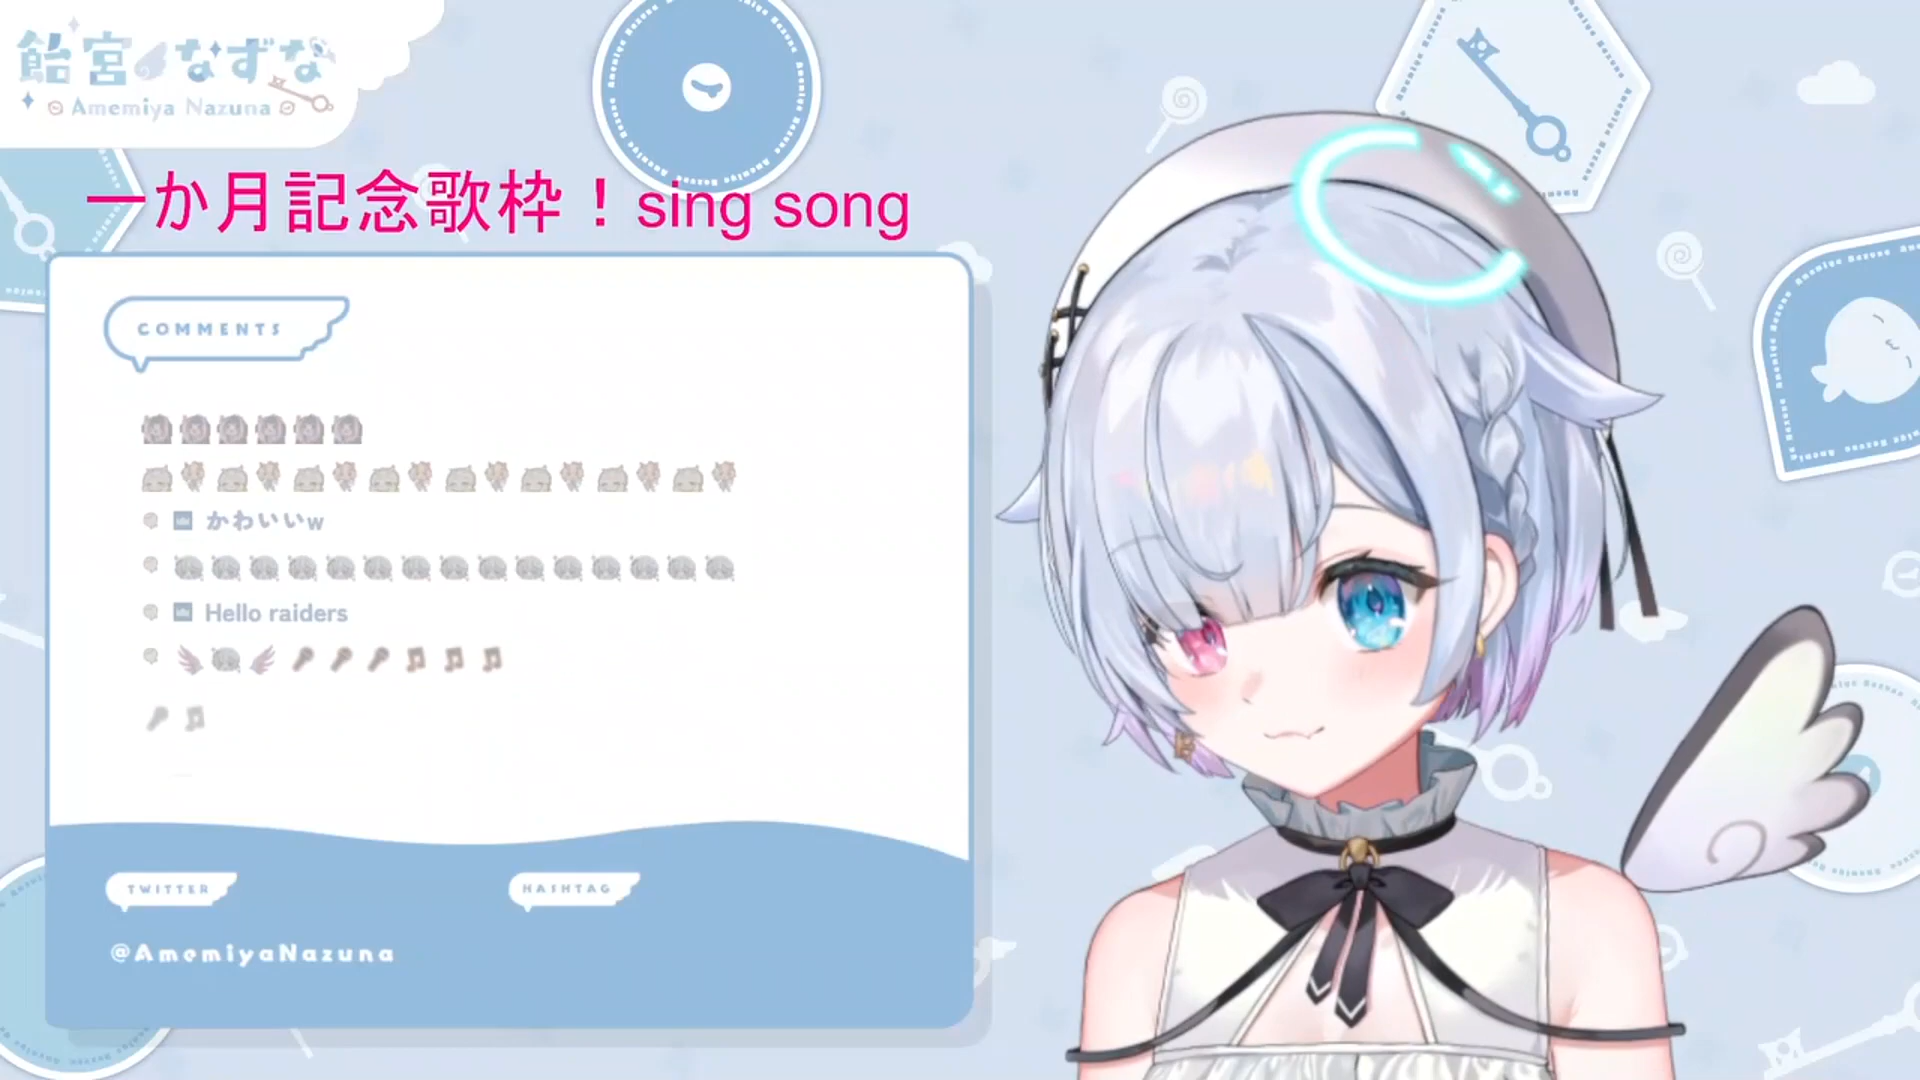 飴宮なずな
Amemiya Nazuna
一か月記念歌枠！sing song
COMMENTS
かわいいw
Hello raiders
TWITTER
HASHTAG
@AmemiyaNazuna